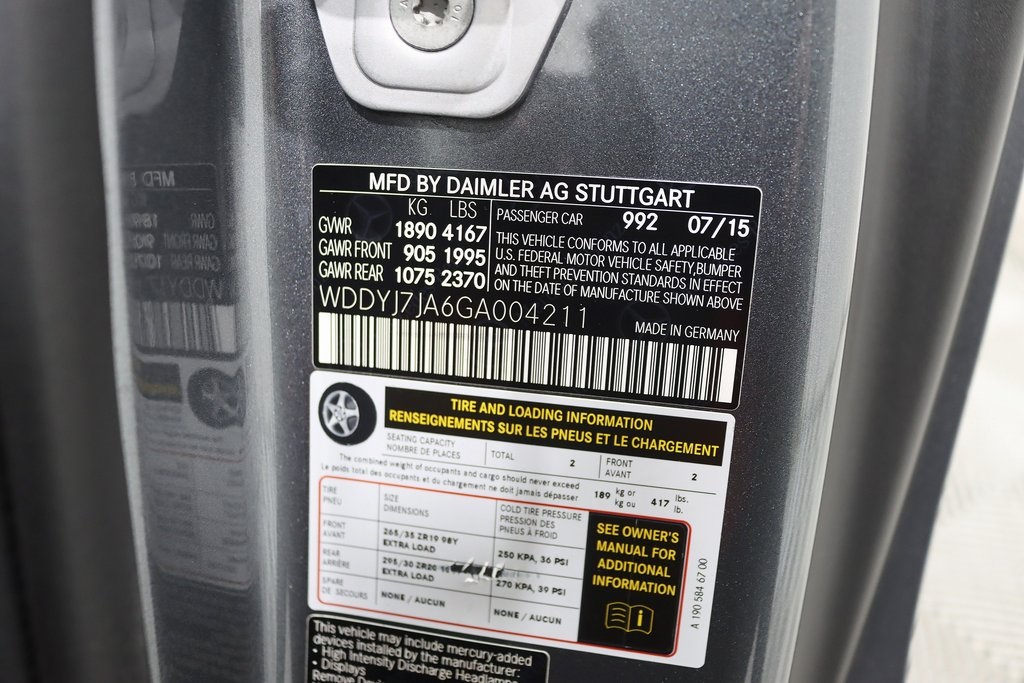 MFD BY DAIMLER AG STUTTGART
KG LBS
GVWR 1890 4167
GAWR FRONT 905 1995
GAWR REAR 1075 2370
PASSENGER CAR 992 07/15
THIS VEHICLE CONFORMS TO ALL APPLICABLE
U.S. FEDERAL MOTOR VEHICLE SAFETY, BUMPER
AND THEFT PREVENTION STANDARDS IN EFFECT
ON THE DATE OF MANUFACTURE SHOWN ABOVE
WDDYJ7JA6GA004211
MADE IN GERMANY
TIRE AND LOADING INFORMATION
RENSEIGNEMENTS SUR LES PNEUS ET LE CHARGEMENT
SEATING CAPACITY
NOMBRE DE PLACES
TOTAL 2
FRONT
AVANT 2
The combined weight of occupants and cargo should never exceed
Le poids total des occupants et du chargement ne doit jamais dépasser
189 kg or
kg ou
417 lbs.
lb.
TIRE
PNEU
SIZE
DIMENSIONS
COLD TIRE PRESSURE
PRESSION DES
PNEUS À FROID
FRONT
AVANT
265/35 ZR19 98Y
EXTRA LOAD
250 KPA, 36 PSI
REAR
ARRIÈRE
295/30 ZR20
EXTRA LOAD
270 KPA, 39 PSI
SPARE
DE SECOURS
NONE / AUCUN
NONE / AUCUN
SEE OWNER'S
MANUAL FOR
ADDITIONAL
INFORMATION
A 190 584 67 00
This vehicle may include mercury-added
devices installed by the manufacturer:
• High Intensity Discharge Headlamps
• Displays
Remove